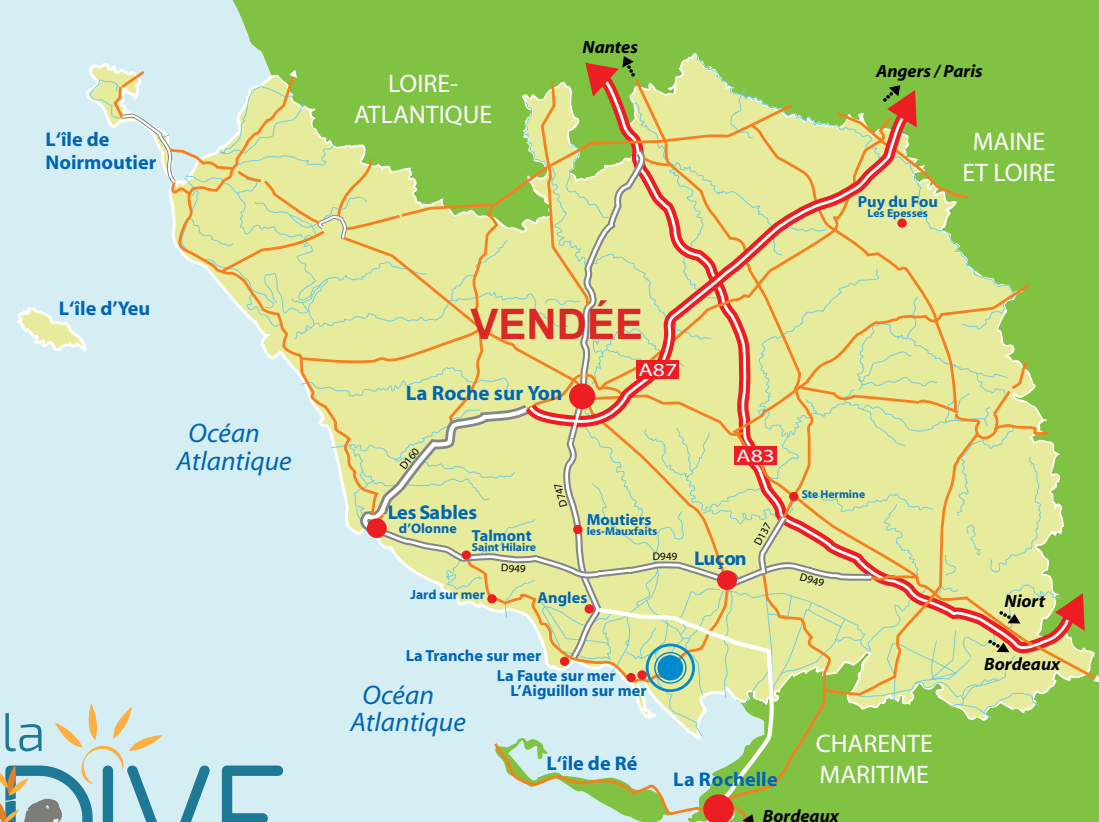 Nantes
Angers / Paris
LOIRE-
ATLANTIQUE
MAINE
ET LOIRE
L'île de
Noirmoutier
Puy du Fou
Les Epesses
L'île d'Yeu
VENDÉE
A87
La Roche sur Yon
Océan
Atlantique
D160
A83
D747
Ste Hermine
Les Sables
d'Olonne
Moutiers
les-Mauxfaits
Talmont
Saint Hilaire
D137
D949
D949
Luçon
D949
Jard sur mer
Angles
Niort
Bordeaux
La Tranche sur mer
La Faute sur mer
L'Aiguillon sur mer
Océan
Atlantique
la
DIVE
CHARENTE
MARITIME
L'île de Ré
La Rochelle
Bordeaux